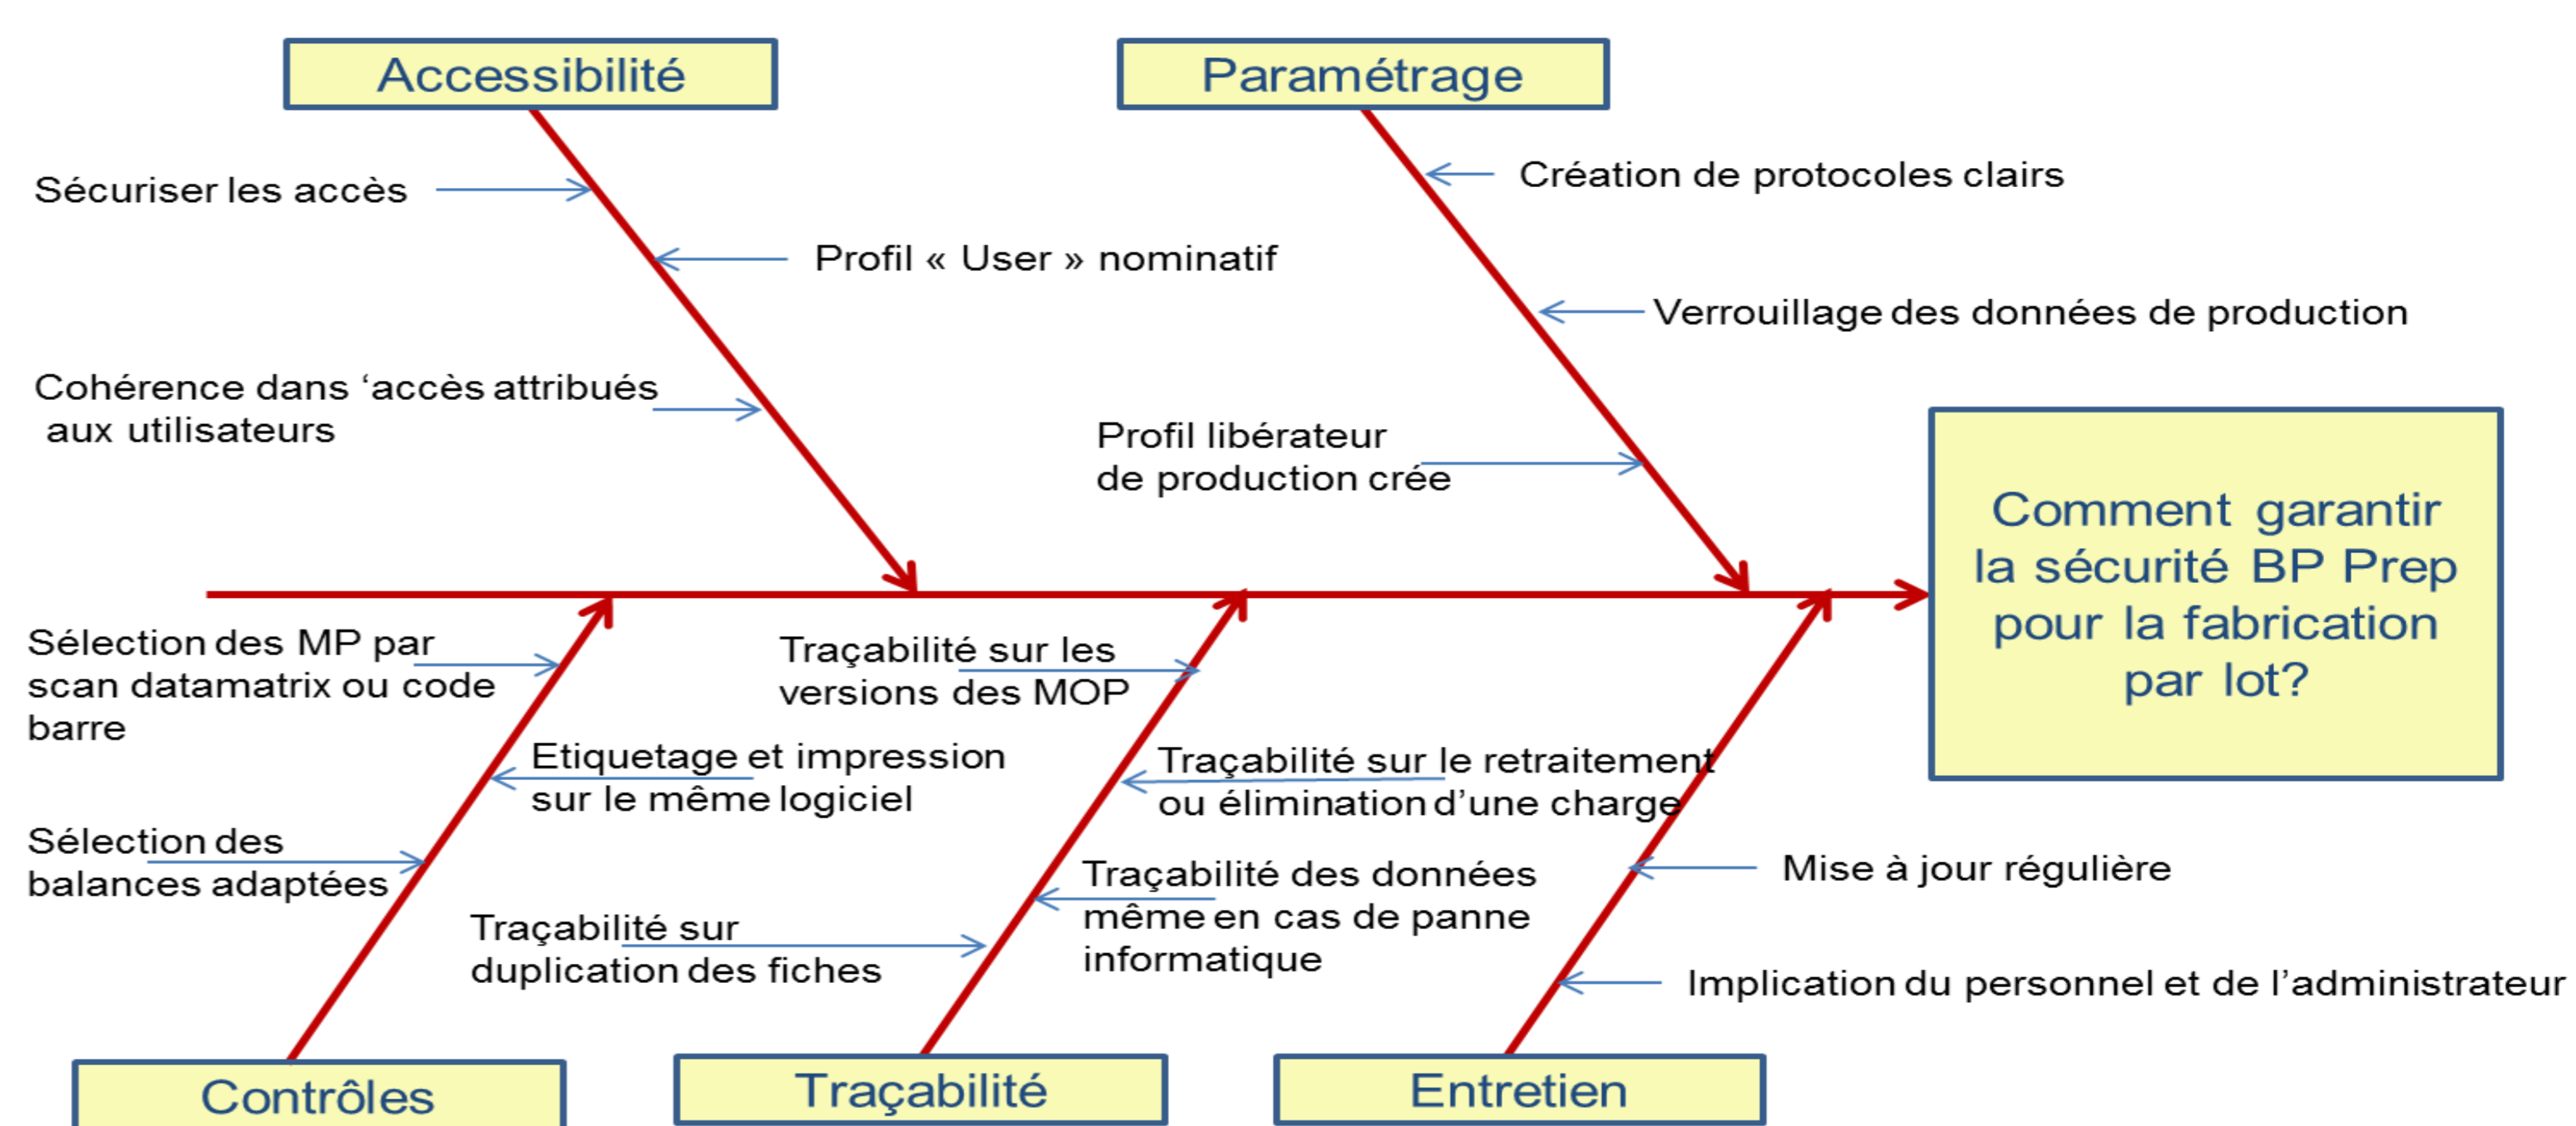 Accessibilité
Paramétrage
Sécuriser les accès
Profil « User » nominatif
Cohérence dans ‘accès attribués
aux utilisateurs
Création de protocoles clairs
Verrouillage des données de production
Profil libérateur
de production crée
Comment garantir
la sécurité BP Prep
pour la fabrication
par lot?
Sélection des MP par
scan datamatrix ou code
barre
Etiquetage et impression
sur le même logiciel
Sélection des
balances adaptées
Traçabilité sur les
versions des MOP
Traçabilité sur le retraitement
ou élimination d’une charge
Traçabilité des données
même en cas de panne
informatique
Traçabilité sur
duplication des fiches
Mise à jour régulière
Implication du personnel et de l’administrateur
Contrôles
Traçabilité
Entretien